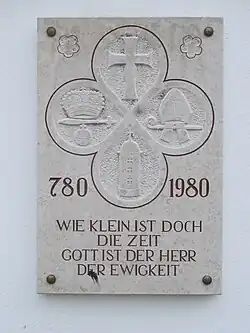 780 1980
WIE KLEIN IST DOCH
DIE ZEIT
GOTT IST DER HERR
DER EWIGKEIT